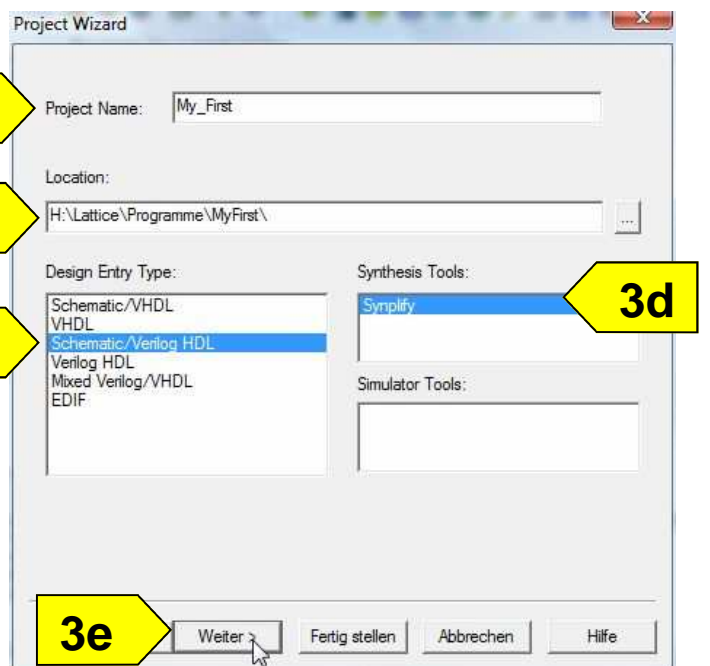 Project Wizard
Project Name: My_First
Location:
H:\Lattice\Programme\MyFirst\ ...
Design Entry Type:
Schematic/VHDL
VHDL
Schematic/Verilog HDL
Verilog HDL
Mixed Verilog/VHDL
EDIF
Synthesis Tools:
Synplify
3d
Simulator Tools:
3e
Weiter > Fertig stellen Abbrechen Hilfe